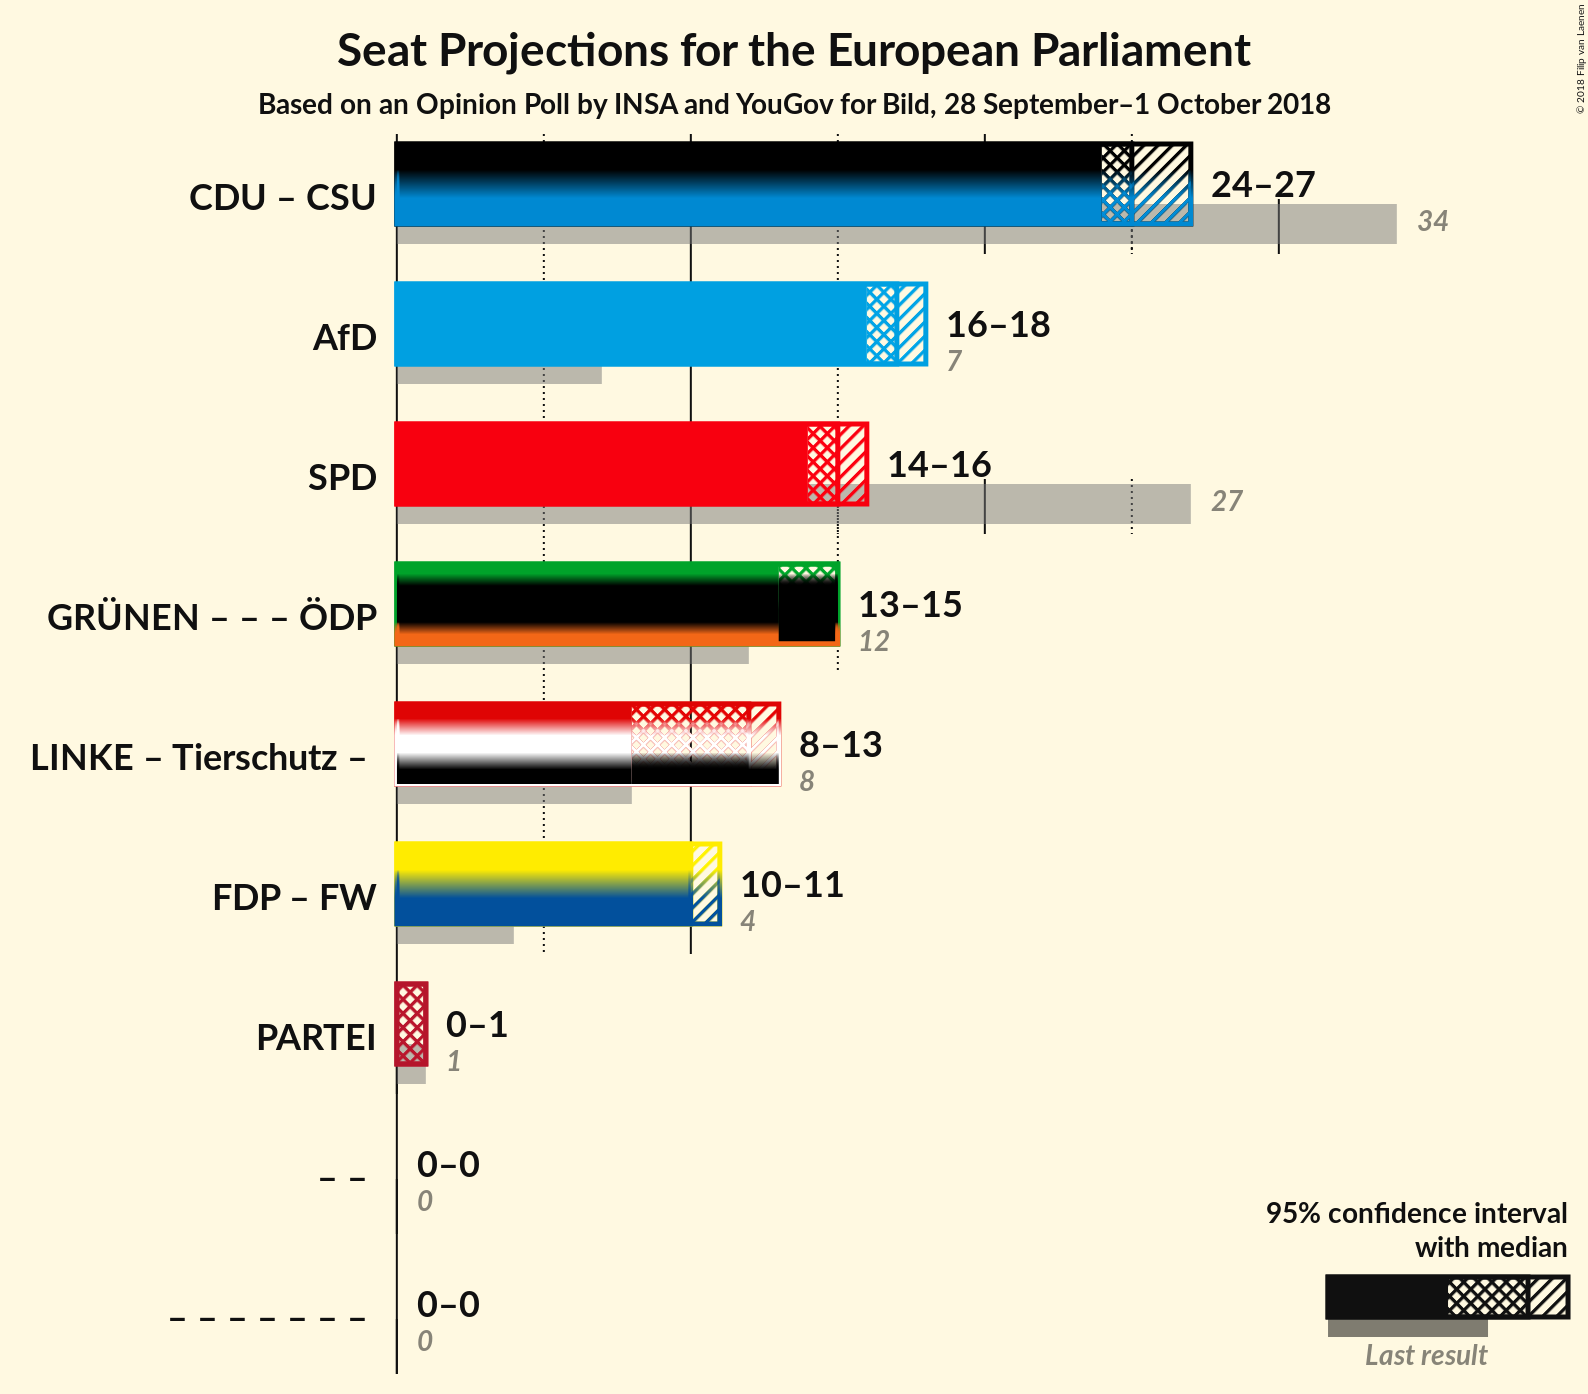 Seat Projections for the European Parliament
Based on an Opinion Poll by INSA and YouGov for Bild, 28 September–1 October 2018
© 2018 Filip van Laenen
CDU – CSU
24–27
34
AfD
16–18
7
SPD
14–16
27
GRÜNEN – – – ÖDP
13–15
12
LINKE – Tierschutz –
8–13
8
FDP – FW
10–11
4
PARTEI
0–1
1
– –
0–0
0
– – – – – – –
0–0
0
95% confidence interval
with median
Last result